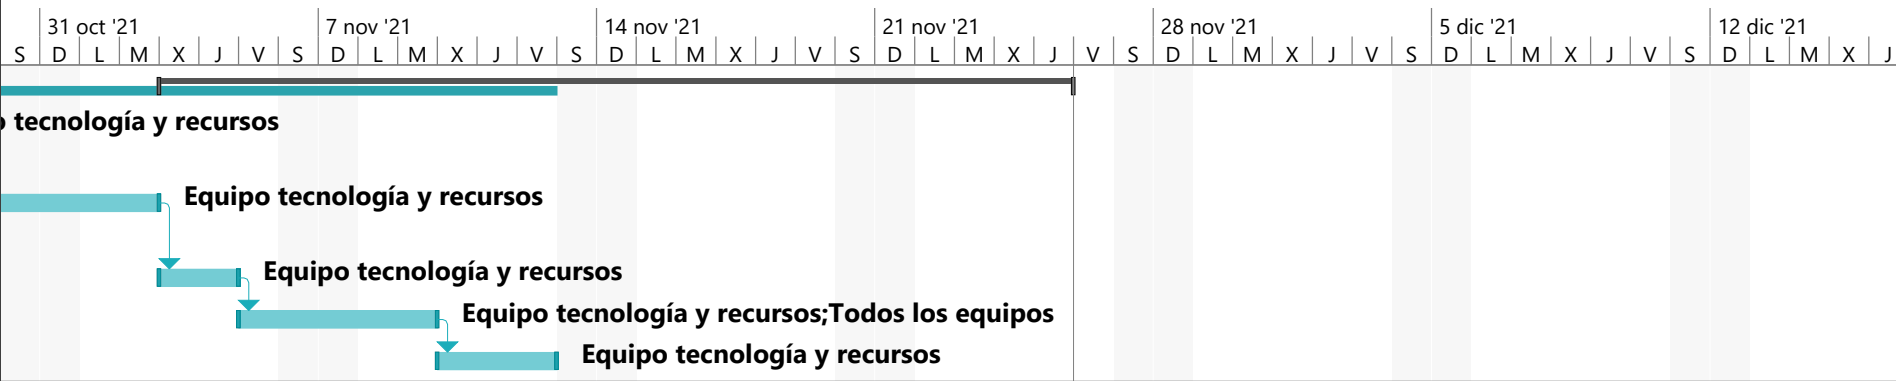 31 oct '21 7 nov '21 14 nov '21 21 nov '21 28 nov '21 5 dic '21 12 dic '21
S D L M X J V S D L M X J V S D L M X J V S D L M X J V S D L M X J V S D L M X J V S D L M X J
tecnología y recursos
Equipo tecnología y recursos
Equipo tecnología y recursos
Equipo tecnología y recursos;Todos los equipos
Equipo tecnología y recursos